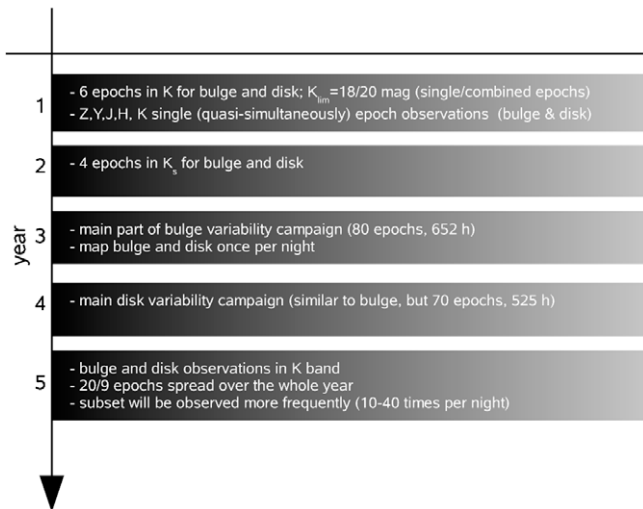 1
- 6 epochs in K for bulge and disk; Klim=18/20 mag (single/combined epochs)
- Z,Y,J,H, K single (quasi-simultaneously) epoch observations (bulge & disk)
2
- 4 epochs in Ks for bulge and disk
year
3
- main part of bulge variability campaign (80 epochs, 652 h)
- map bulge and disk once per night
4
- main disk variability campaign (similar to bulge, but 70 epochs, 525 h)
5
- bulge and disk observations in K band
- 20/9 epochs spread over the whole year
- subset will be observed more frequently (10-40 times per night)